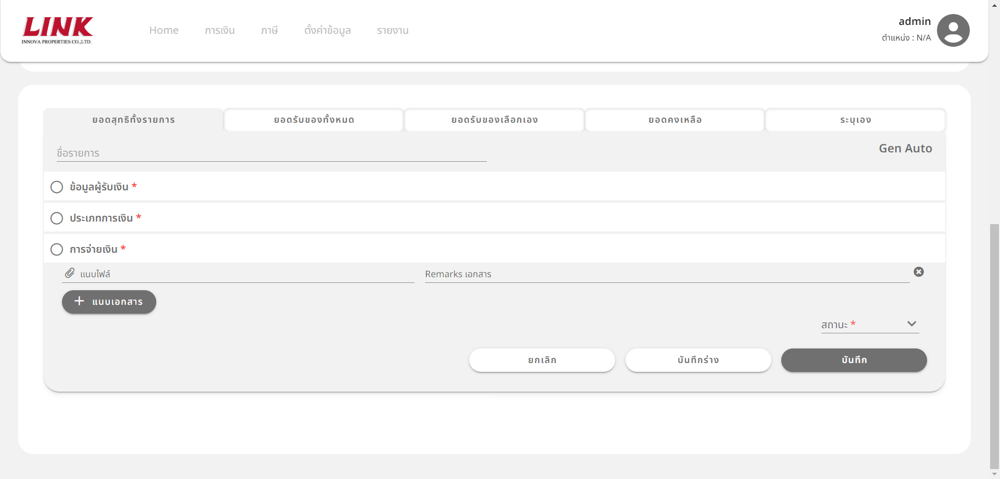 LINK
INNOVA PROPERTIES CO.,LTD.
Home การเงิน ภาษี ตั้งค่าข้อมูล รายงาน
admin
ตำแหน่ง : N/A
ยอดสุทธิทั้งรายการ ยอดรับของทั้งหมด ยอดรับของเลือกเอง ยอดคงเหลือ ระบุเอง
ชื่อรายการ
Gen Auto
ข้อมูลผู้รับเงิน *
ประเภทการเงิน *
การจ่ายเงิน *
แนบไฟล์ Remarks เอกสาร
+ แนบเอกสาร
สถานะ *
ยกเลิก บันทึกร่าง บันทึก